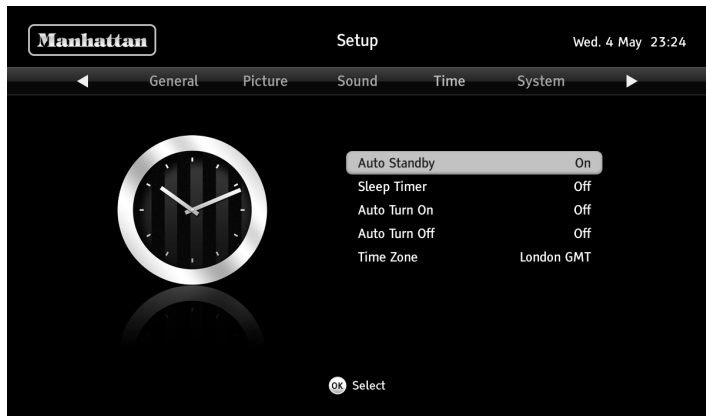 Manhattan Setup Wed. 4 May 23:24
General Picture Sound Time System
Auto Standby On
Sleep Timer Off
Auto Turn On Off
Auto Turn Off Off
Time Zone London GMT
OK Select